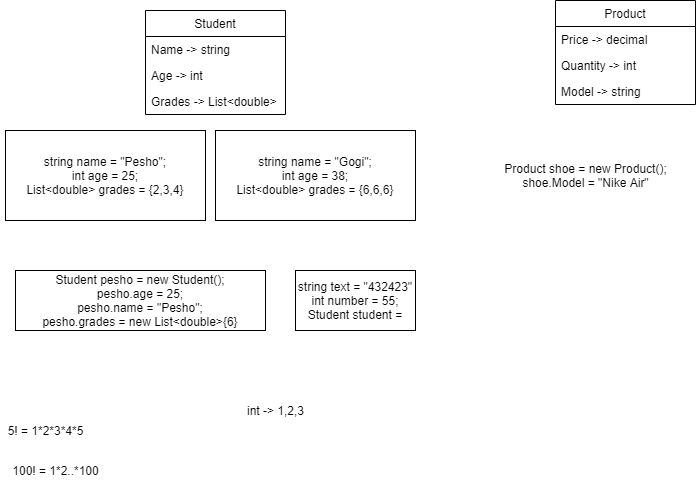 Student
Name -> string
Age -> int
Grades -> List<double>
Product
Price -> decimal
Quantity -> int
Model -> string
string name = "Pesho";
int age = 25;
List<double> grades = {2,3,4}
string name = "Gogi";
int age = 38;
List<double> grades = {6,6,6}
Product shoe = new Product();
shoe.Model = "Nike Air"
Student pesho = new Student();
pesho.age = 25;
pesho.name = "Pesho";
pesho.grades = new List<double>{6}
string text = "432423"
int number = 55;
Student student =
int -> 1,2,3
5! = 1*2*3*4*5
100! = 1*2..*100